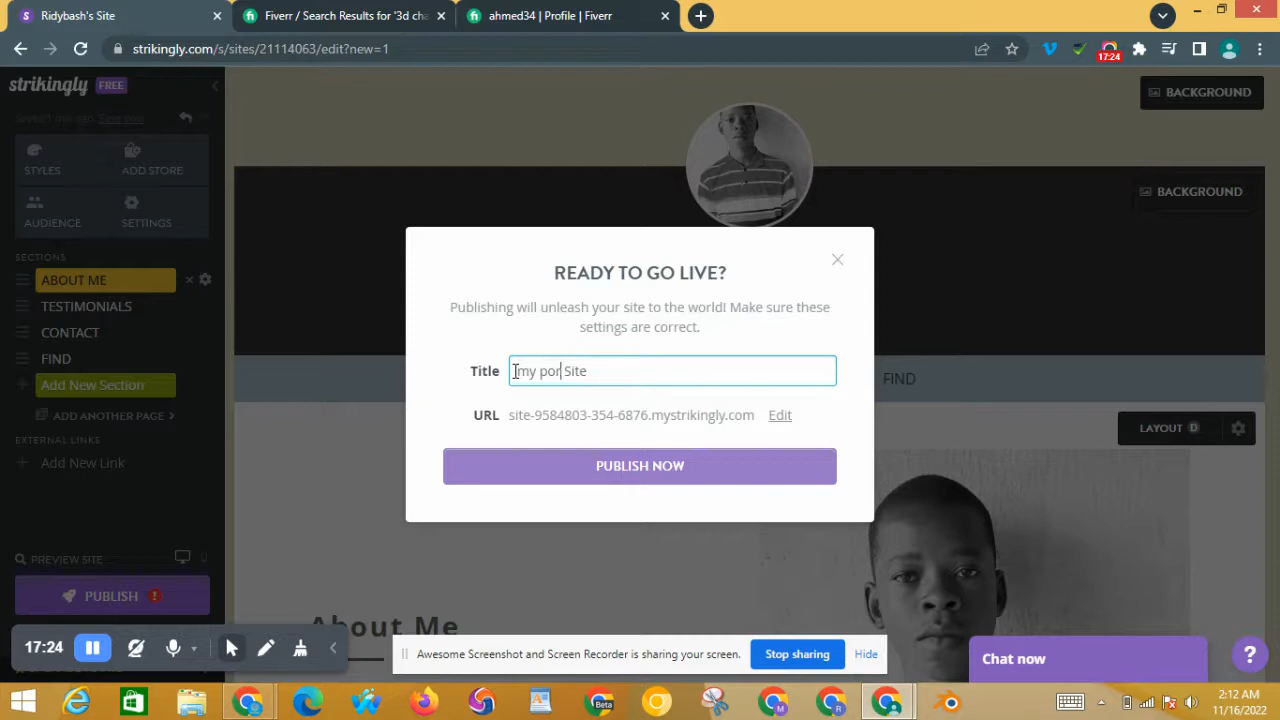 Ridybash's Site
Fiverr / Search Results for '3d cha
ahmed34 | Profile | Fiverr
strikingly.com/s/sites/21114063/edit?new=1
17:24
strikingly FREE
BACKGROUND
STYLES
ADD STORE
AUDIENCE
SETTINGS
BACKGROUND
SECTIONS
ABOUT ME
TESTIMONIALS
CONTACT
FIND
Add New Section
ADD ANOTHER PAGE
EXTERNAL LINKS
Add New Link
READY TO GO LIVE?
Publishing will unleash your site to the world! Make sure these
settings are correct.
Title my por Site
URL site-9584803-354-6876.mystrikingly.com Edit
PUBLISH NOW
FIND
LAYOUT D
PREVIEW SITE
PUBLISH !
About Me
17:24
Awesome Screenshot and Screen Recorder is sharing your screen. Stop sharing Hide
Chat now
?
Beta
M
R
2:12 AM
11/16/2022